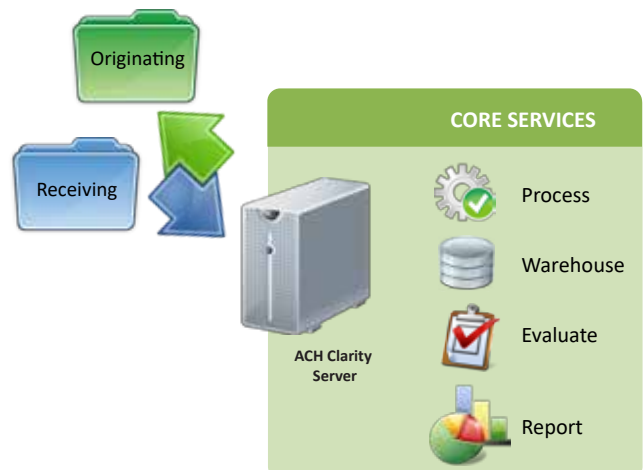 Originating
Receiving
CORE SERVICES
Process
Warehouse
Evaluate
Report
ACH Clarity
Server